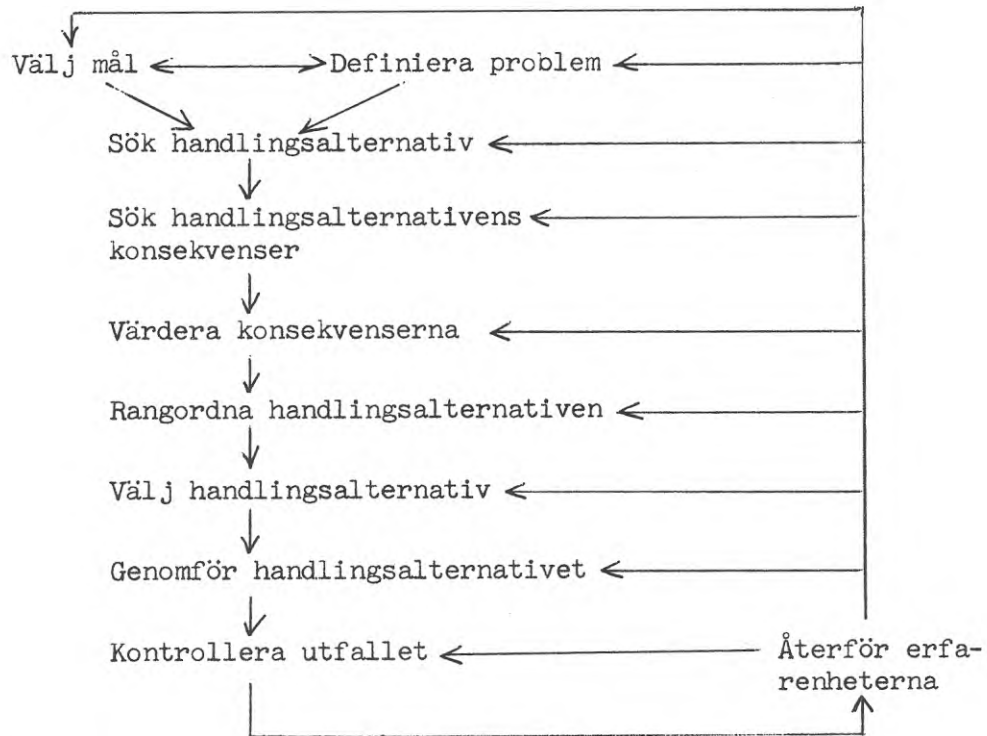 Välj mål
Definiera problem
Sök handlingsalternativ
Sök handlingsalternativens
konsekvenser
Värdera konsekvenserna
Rangordna handlingsalternativen
Välj handlingsalternativ
Genomför handlingsalternativet
Kontrollera utfallet
Återför erfa-
renheterna